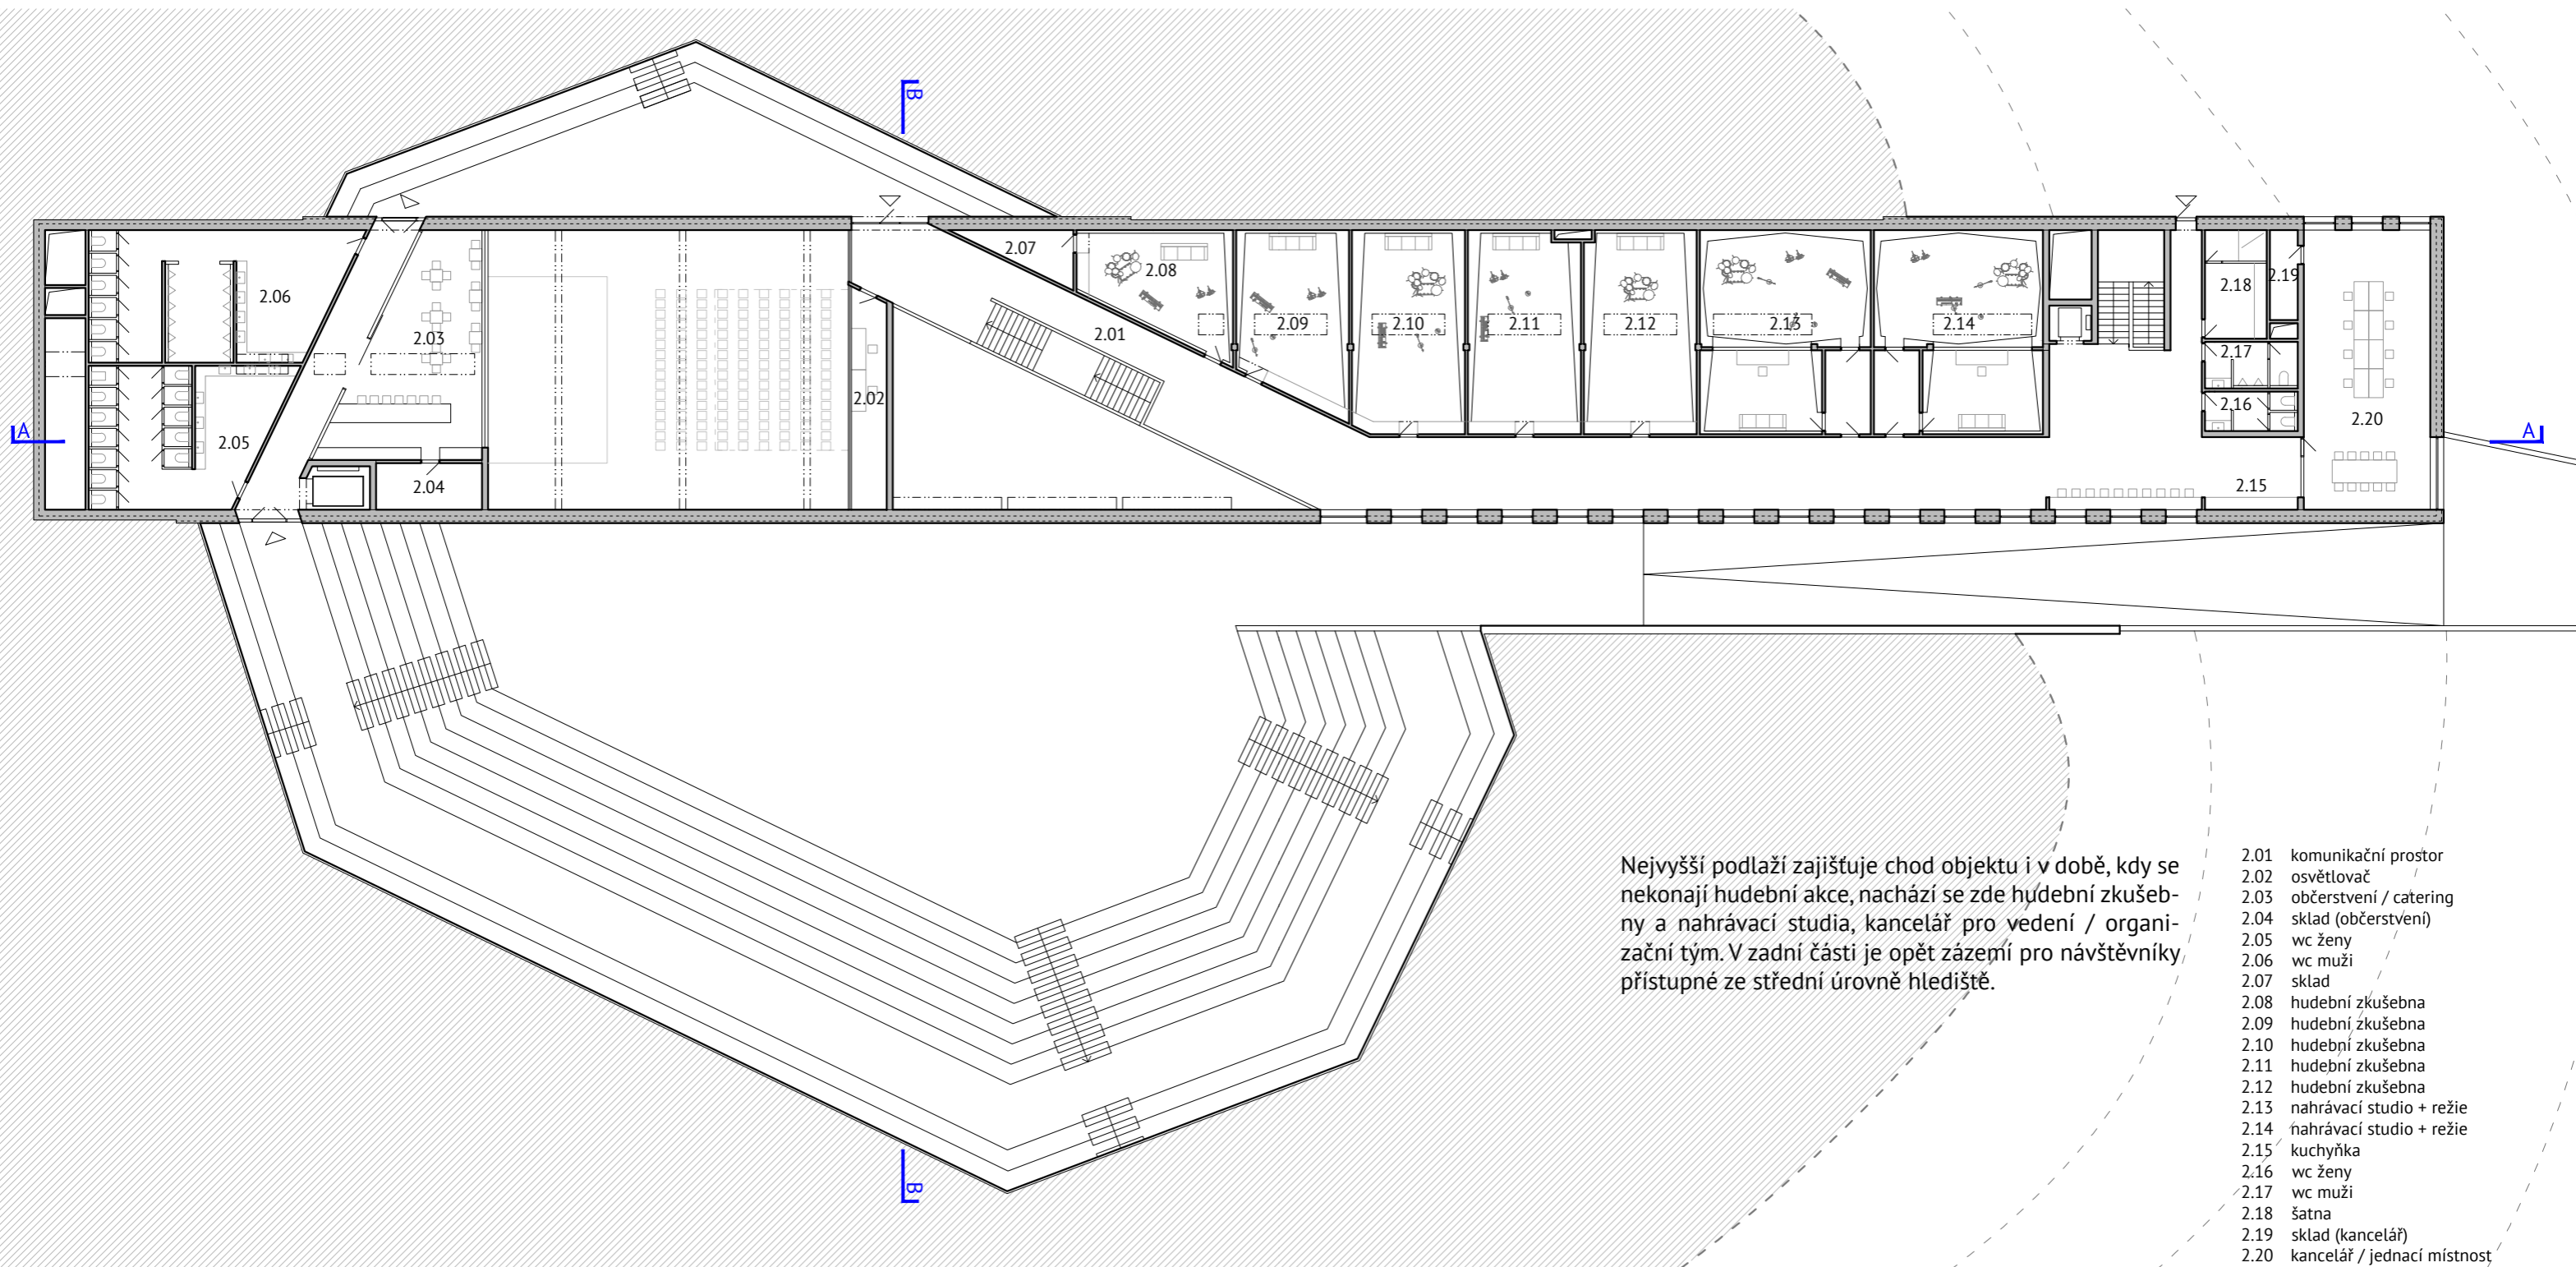 B
2.07
2.08
2.06
2.18
2.19
2.09
2.10
2.11
2.12
2.13
2.14
2.01
2.03
2.17
2.02
2.16
2.20
A
2.05
A
2.04
2.15
Nejvyšší podlaží zajišťuje chod objektu i v době, kdy se
nekonají hudební akce, nachází se zde hudební zkušeb-
ny a nahrávací studia, kancelář pro vedení / organi-
zační tým. V zadní části je opět zázemí pro návštěvníky
přístupné ze střední úrovně hlediště.
2.01 komunikační prostor
2.02 osvětlovač
2.03 občerstvení / catering
2.04 sklad (občerstvení)
2.05 wc ženy
2.06 wc muži
2.07 sklad
2.08 hudební zkušebna
2.09 hudební zkušebna
2.10 hudební zkušebna
2.11 hudební zkušebna
2.12 hudební zkušebna
2.13 nahrávací studio + režie
2.14 nahrávací studio + režie
2.15 kuchyňka
2.16 wc ženy
2.17 wc muži
2.18 šatna
2.19 sklad (kancelář)
2.20 kancelář / jednací místnost
B